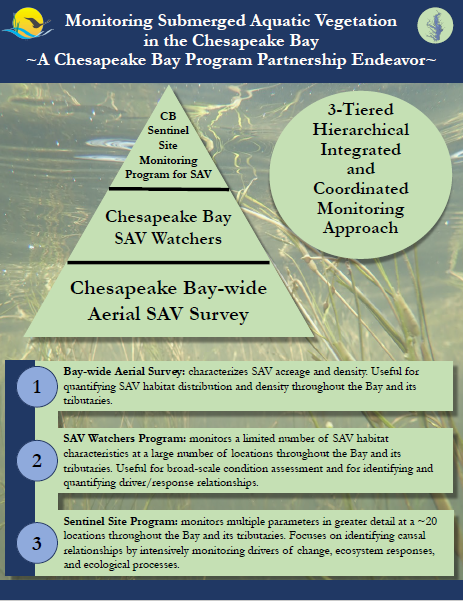 Monitoring Submerged Aquatic Vegetation
in the Chesapeake Bay
~A Chesapeake Bay Program Partnership Endeavor~
CB
Sentinel
Site
Monitoring
Program for SAV
Chesapeake Bay
SAV Watchers
Chesapeake Bay-wide
Aerial SAV Survey
3-Tiered
Hierarchical
Integrated
and
Coordinated
Monitoring
Approach
1
Bay-wide Aerial Survey: characterizes SAV acreage and density. Useful for
quantifying SAV habitat distribution and density throughout the Bay and its
tributaries.
2
SAV Watchers Program: monitors a limited number of SAV habitat
characteristics at a large number of locations throughout the Bay and its
tributaries. Useful for broad-scale condition assessment and for identifying and
quantifying driver/response relationships.
3
Sentinel Site Program: monitors multiple parameters in greater detail at a ~20
locations throughout the Bay and its tributaries. Focuses on identifying causal
relationships by intensively monitoring drivers of change, ecosystem responses,
and ecological processes.